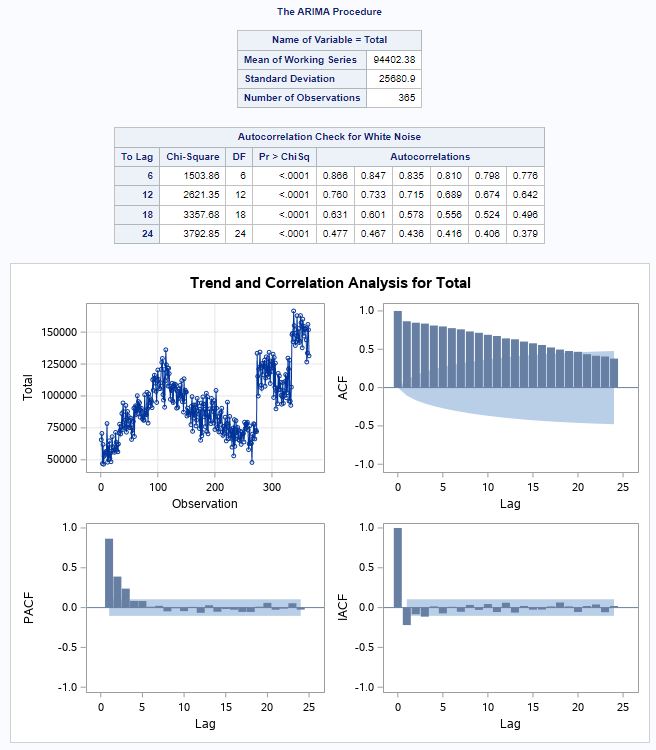 The ARIMA Procedure
Name of Variable = Total
Mean of Working Series 94402.38
Standard Deviation 25680.9
Number of Observations 365
Autocorrelation Check for White Noise
To Lag Chi-Square DF Pr > ChiSq Autocorrelations
6 1503.86 6 <.0001 0.866 0.847 0.835 0.810 0.798 0.776
12 2621.35 12 <.0001 0.760 0.733 0.715 0.689 0.674 0.642
18 3357.68 18 <.0001 0.631 0.601 0.578 0.556 0.524 0.496
24 3792.85 24 <.0001 0.477 0.467 0.436 0.416 0.406 0.379
Trend and Correlation Analysis for Total
Total
150000
125000
100000
75000
50000
0 100 200 300
Observation
ACF
1.0
0.5
0.0
-0.5
-1.0
0 5 10 15 20 25
Lag
PACF
1.0
0.5
0.0
-0.5
-1.0
0 5 10 15 20 25
Lag
IACF
1.0
0.5
0.0
-0.5
-1.0
0 5 10 15 20 25
Lag